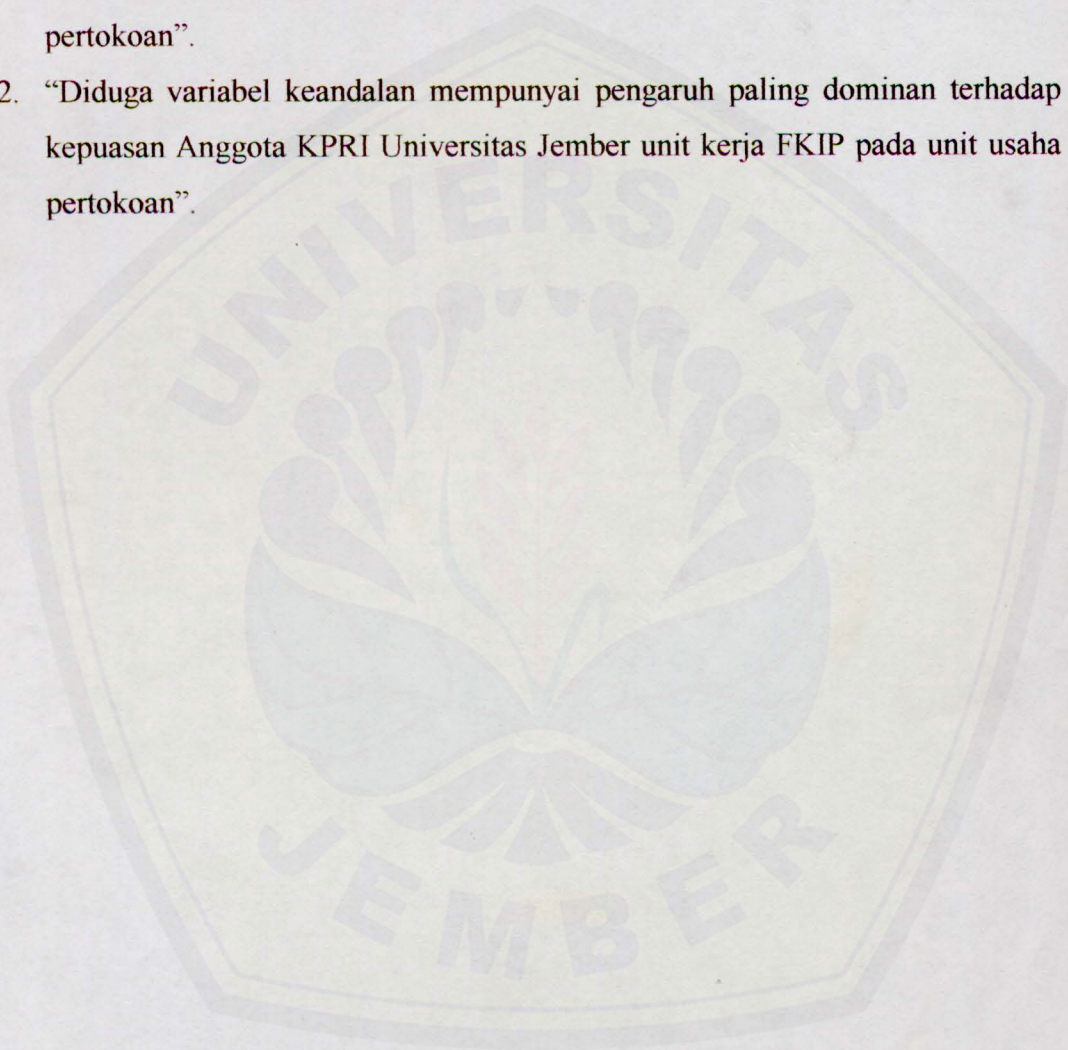 pertokoan”.
2. “Diduga variabel keandalan mempunyai pengaruh paling dominan terhadap
kepuasan Anggota KPRI Universitas Jember unit kerja FKIP pada unit usaha
pertokoan”.
UNIVERSITAS
JEMBER